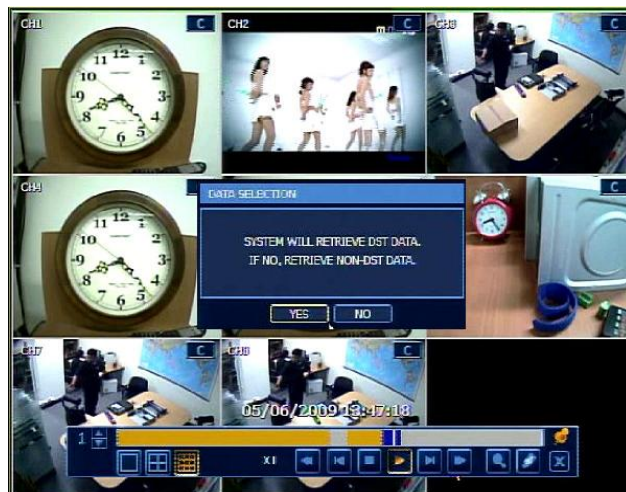 CH1 C CH2 C CH3 C
CH4 C
DATA SELECTION
SYSTEM WILL RETRIEVE DST DATA.
IF NO, RETRIEVE NON-DST DATA.
YES NO
CH7 C CH8 C
05/06/2009 13:47:18
1
X1